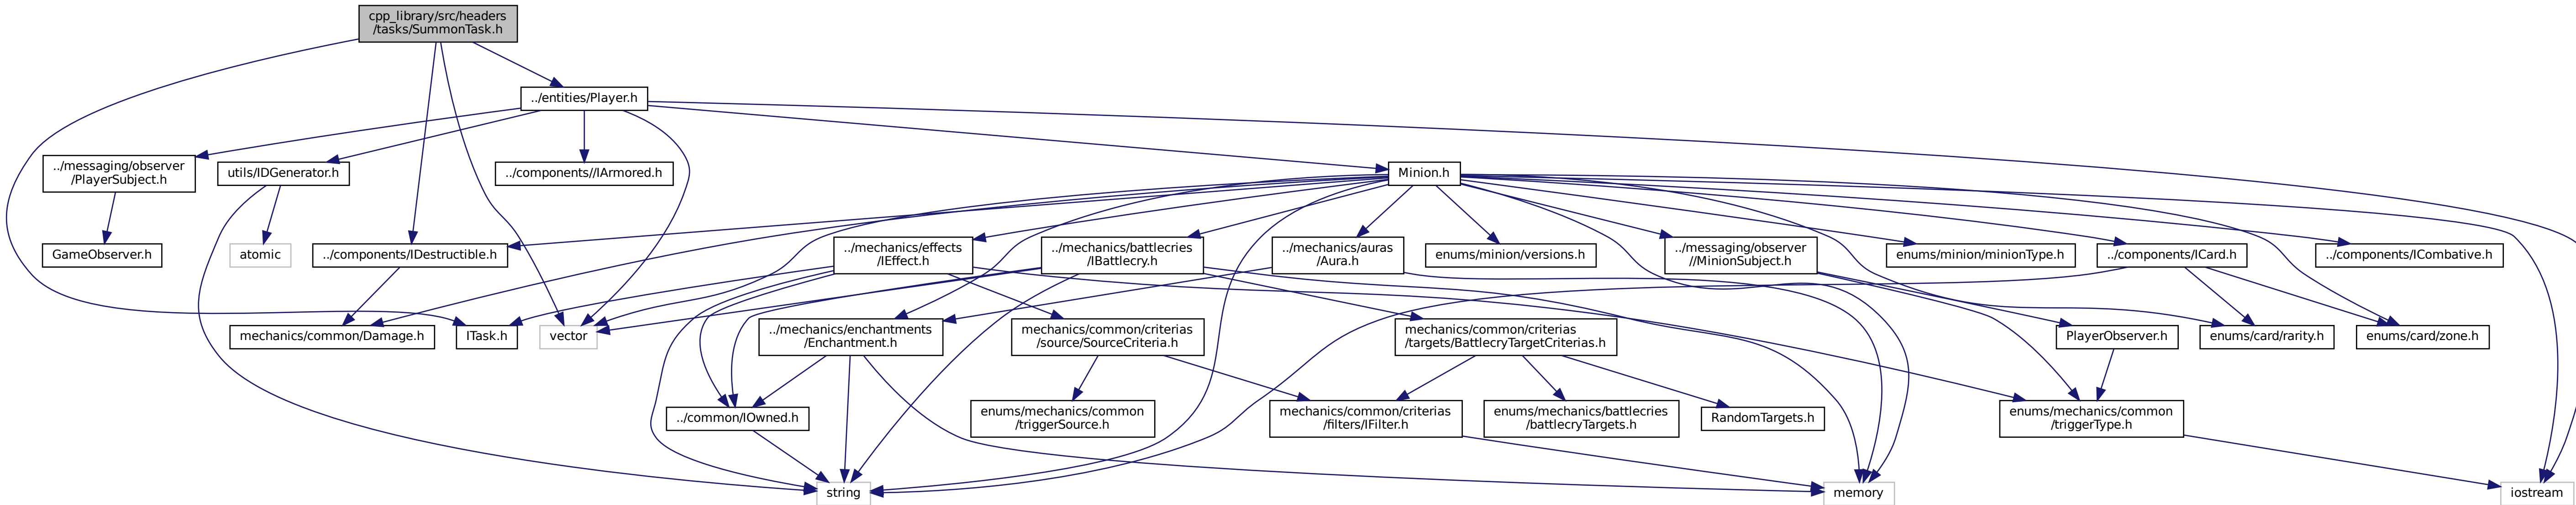 cpp_library/src/headers
/tasks/SummonTask.h
../entities/Player.h
../messaging/observer
/PlayerSubject.h
utils/IDGenerator.h
../components//IArmored.h
Minion.h
GameObserver.h
atomic
../components/IDestructible.h
../mechanics/effects
/IEffect.h
../mechanics/battlecries
/IBattlecry.h
../mechanics/auras
/Aura.h
enums/minion/versions.h
../messaging/observer
//MinionSubject.h
enums/minion/minionType.h
../components/ICard.h
../components/ICombative.h
mechanics/common/Damage.h
ITask.h
vector
../mechanics/enchantments
/Enchantment.h
mechanics/common/criterias
/source/SourceCriteria.h
mechanics/common/criterias
/targets/BattlecryTargetCriterias.h
PlayerObserver.h
enums/card/rarity.h
enums/card/zone.h
../common/IOwned.h
enums/mechanics/common
/triggerSource.h
mechanics/common/criterias
/filters/IFilter.h
enums/mechanics/battlecries
/battlecryTargets.h
RandomTargets.h
enums/mechanics/common
/triggerType.h
string
memory
iostream